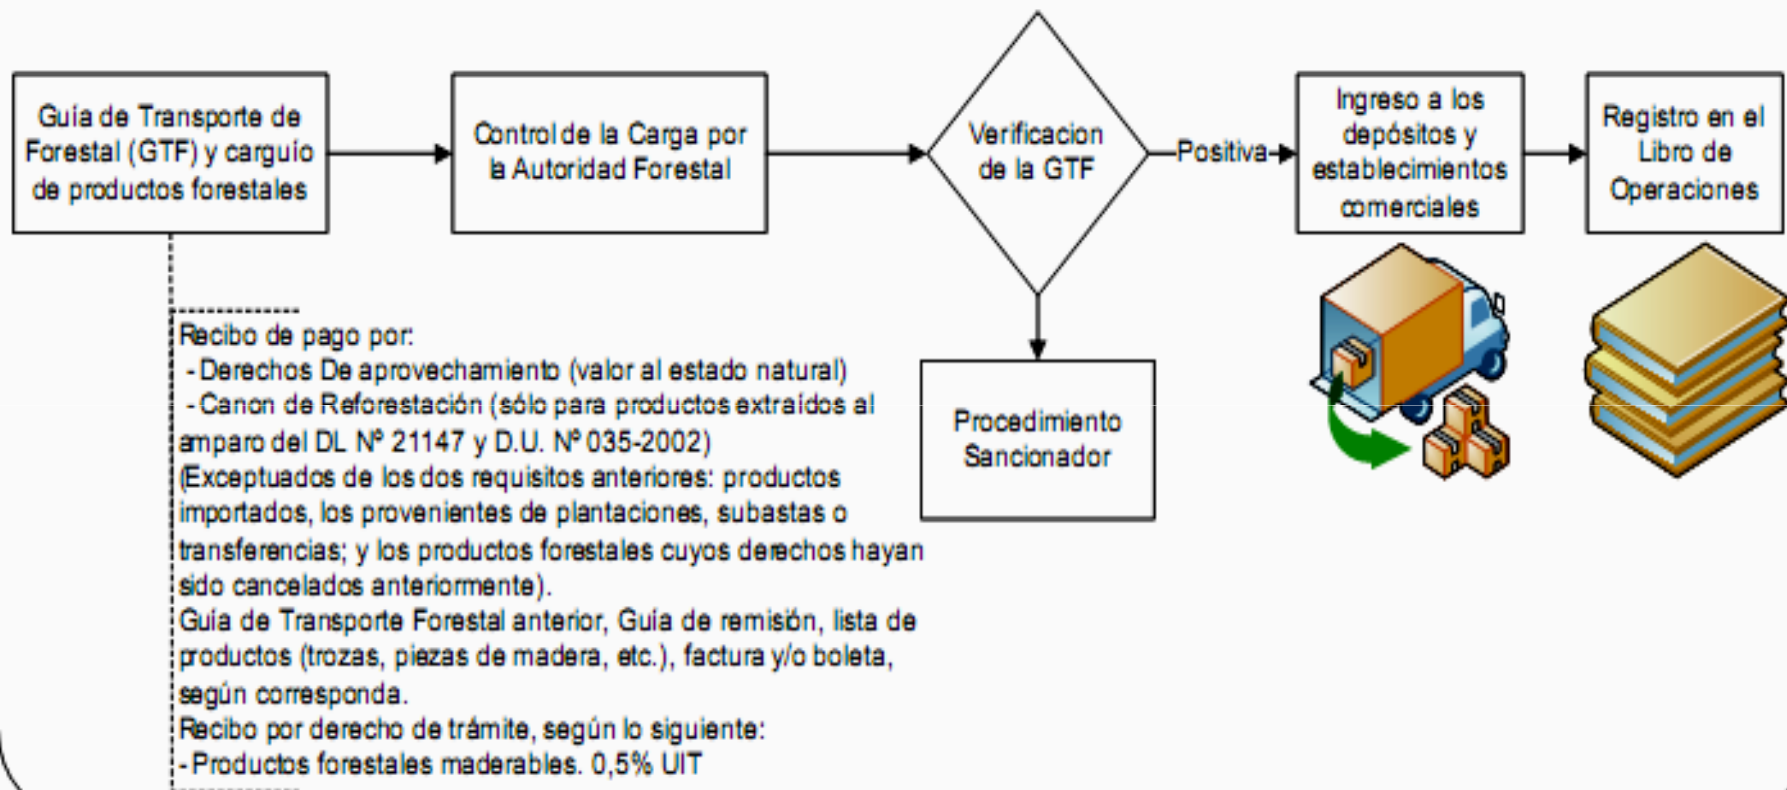 Guía de Transporte de
Forestal (GTF) y carguío
de productos forestales
Control de la Carga por
la Autoridad Forestal
Verificacion
de la GTF
Positiva
Ingreso a los
depósitos y
establecimientos
comerciales
Registro en el
Libro de
Operaciones
Procedimiento
Sancionador
Recibo de pago por:
- Derechos De aprovechamiento (valor al estado natural)
- Canon de Reforestación (sólo para productos extraídos al
amparo del DL Nº 21147 y D.U. Nº 035-2002)
(Exceptuados de los dos requisitos anteriores: productos
importados, los provenientes de plantaciones, subastas o
transferencias; y los productos forestales cuyos derechos hayan
sido cancelados anteriormente).
Guía de Transporte Forestal anterior, Guía de remisión, lista de
productos (trozas, piezas de madera, etc.), factura y/o boleta,
según corresponda.
Recibo por derecho de trámite, según lo siguiente:
- Productos forestales maderables. 0,5% UIT